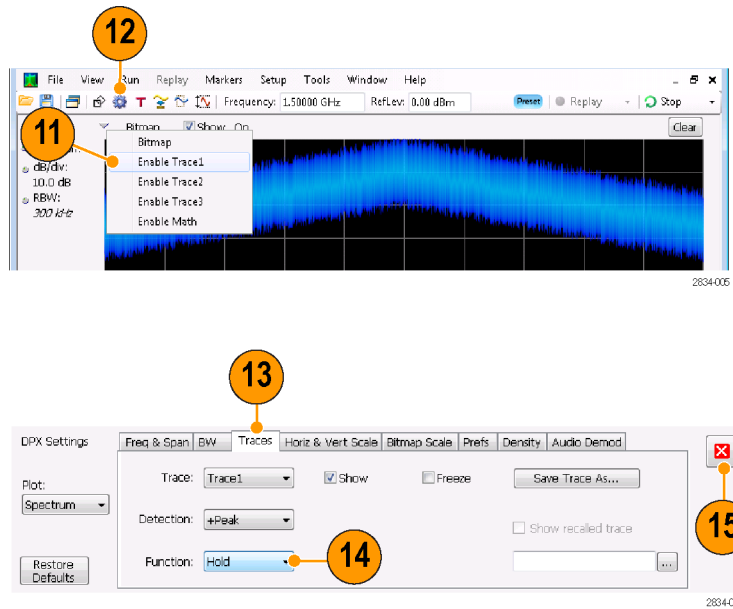 12
File View Run Replay Markers Setup Tools Window Help
T Frequency: 1.50000 GHz RefLev: 0.00 dBm Preset Replay Stop
11
Bitmap Show On Clear
Bitmap
Enable Trace1
Enable Trace2
Enable Trace3
Enable Math
dB/div:
10.0 dB
RBW:
300 kHz
2834-005
13
DPX Settings
Freq & Span BW Traces Horiz & Vert Scale Bitmap Scale Prefs Density Audio Demod
Plot:
Spectrum
Trace: Trace1 Show Freeze Save Trace As...
Detection: +Peak Show recalled trace
15
Function: Hold 14 ...
Restore
Defaults